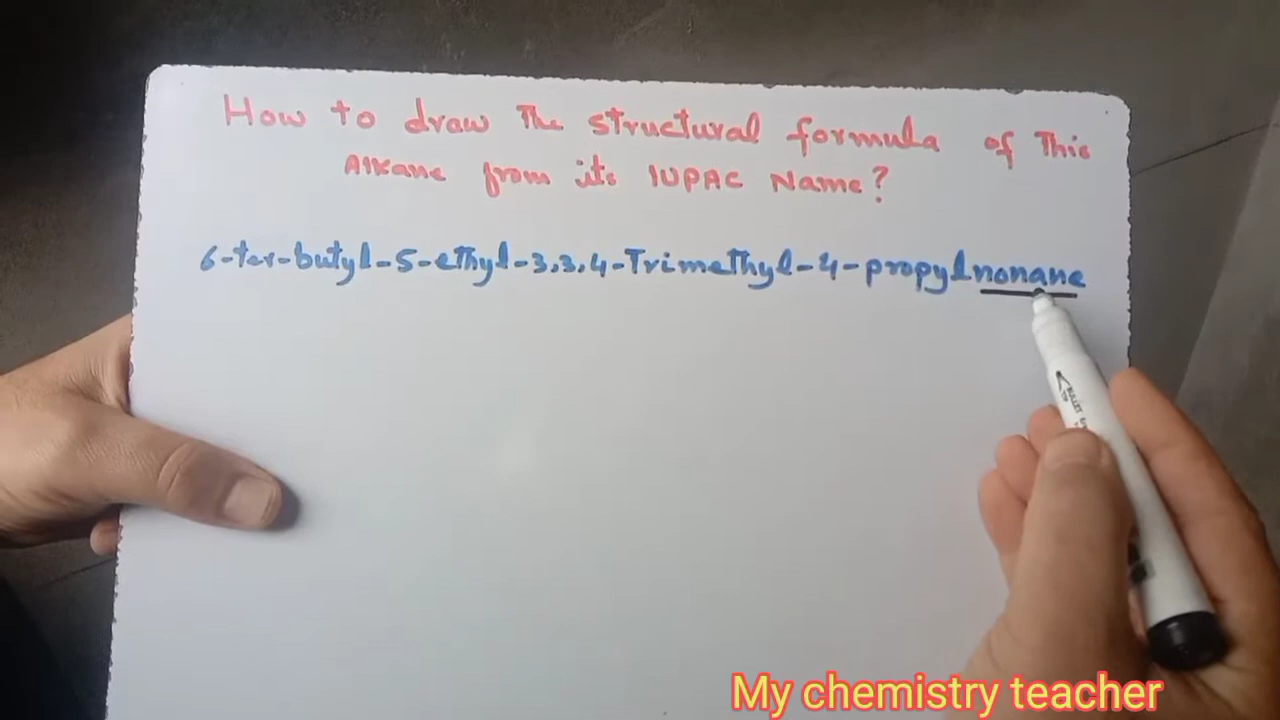 How to draw The structural formula of This
Alkane from its IUPAC Name?
6-ter-butyl-5-ethyl-3,3,4-Trimethyl-4-propylnonane
My chemistry teacher